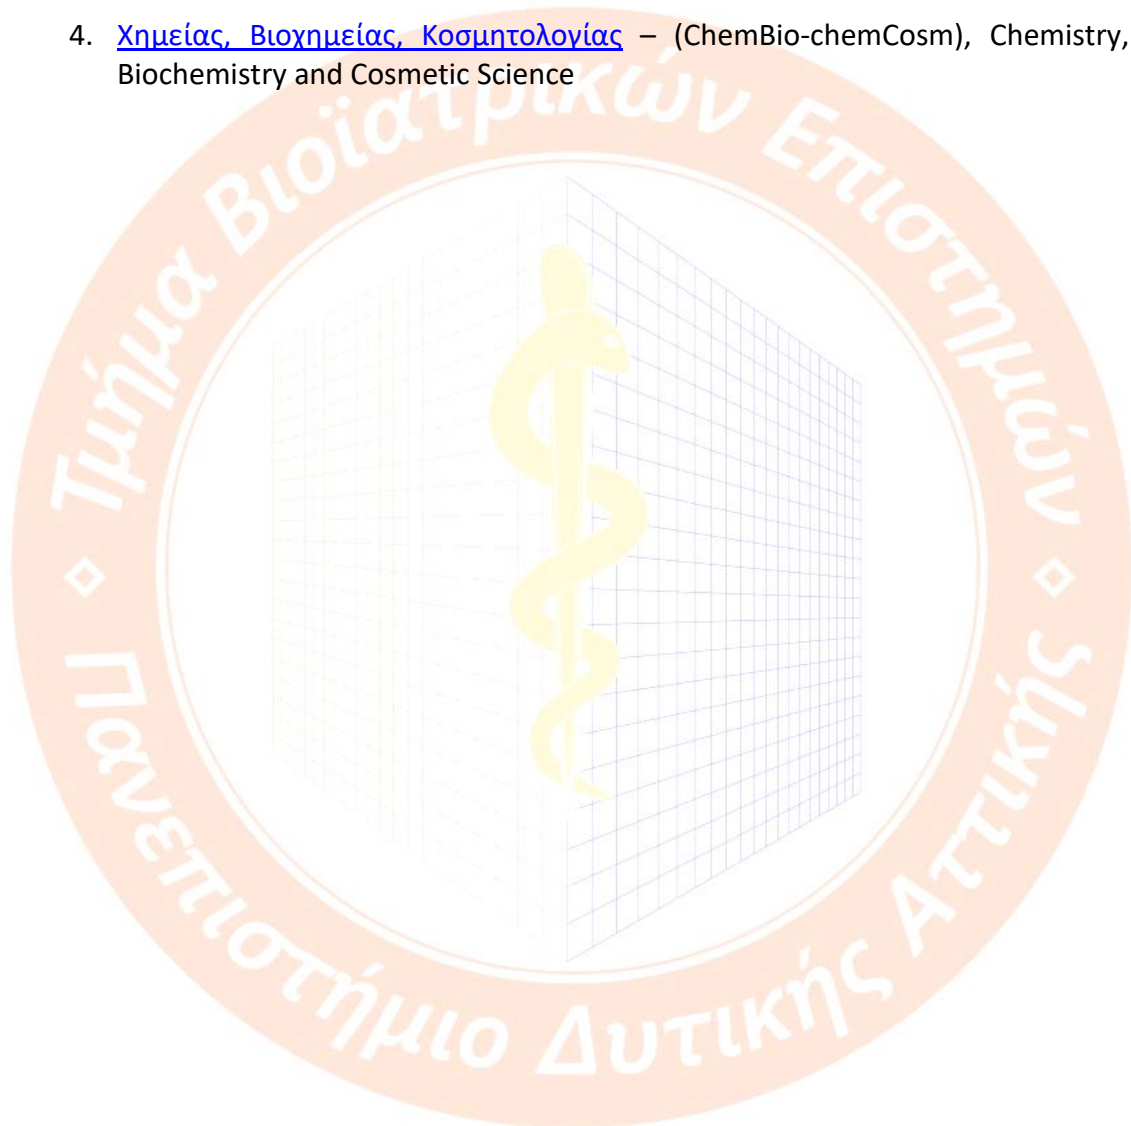 4. Χημείας, Βιοχημείας, Κοσμητολογίας – (ChemBio-chemCosm), Chemistry,
Biochemistry and Cosmetic Science
Τμήμα Βιοϊατρικών Επιστημών
Πανεπιστήμιο Δυτικής Αττικής